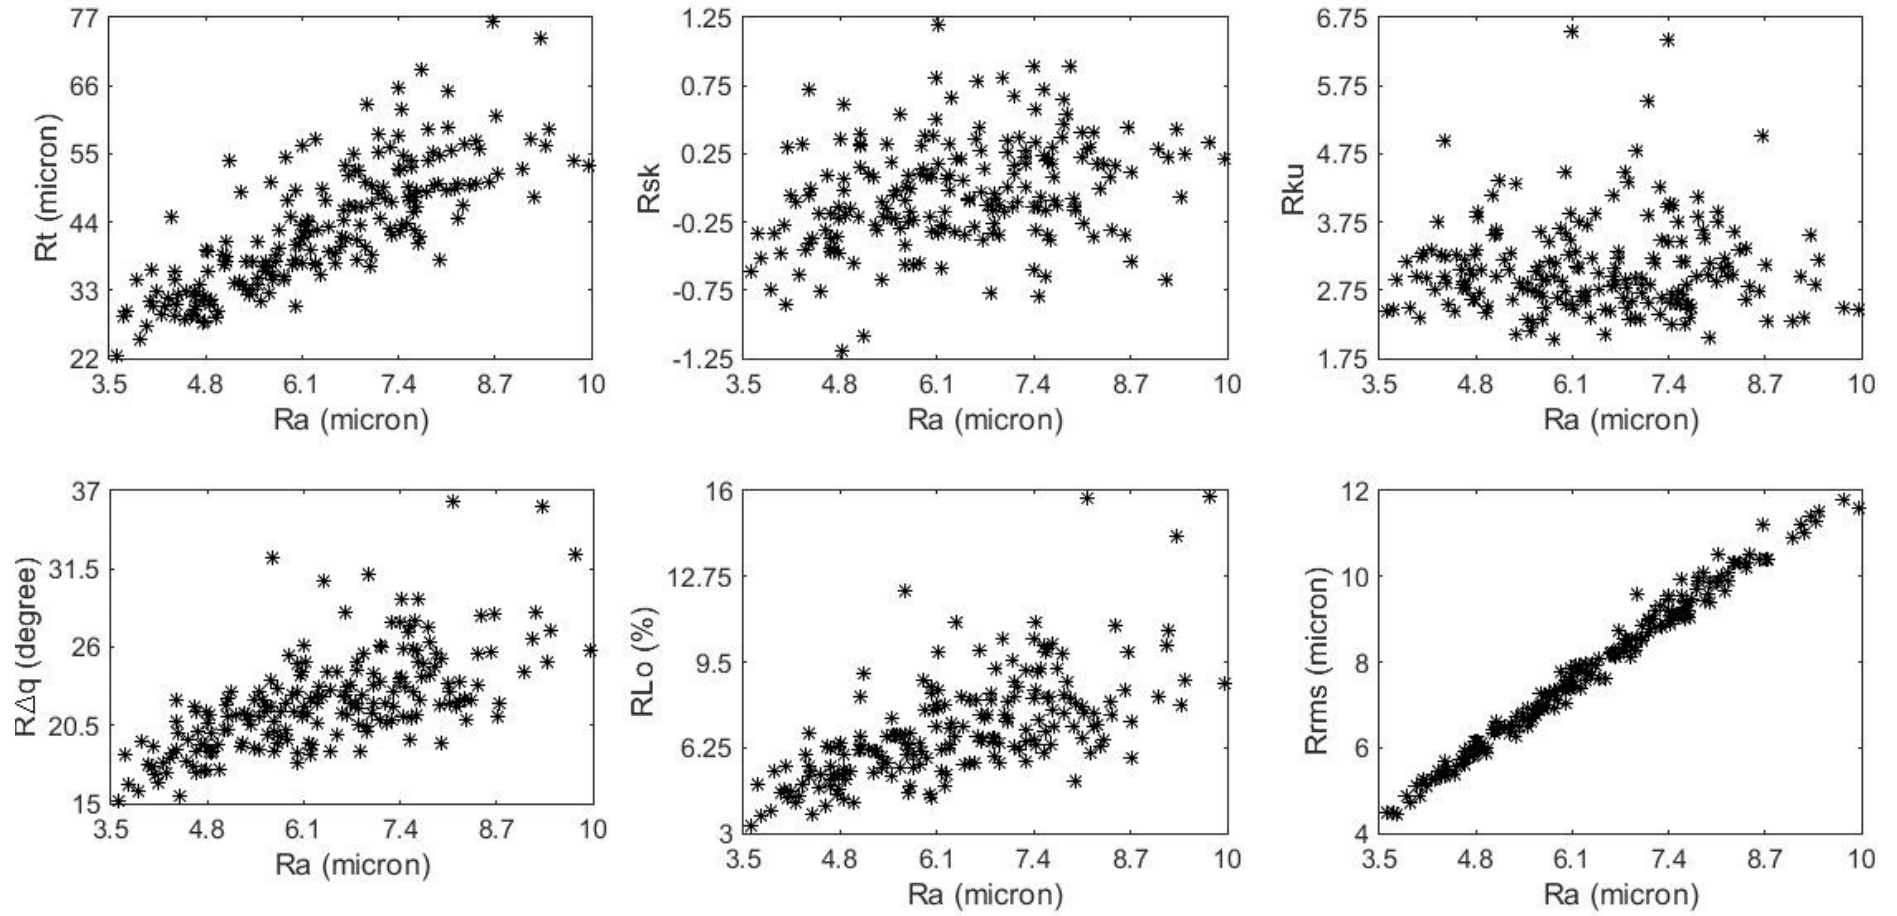 77
66
55
44
33
22
Rt (micron)
3.5 4.8 6.1 7.4 8.7 10
Ra (micron)
1.25
0.75
0.25
-0.25
-0.75
-1.25
Rsk
3.5 4.8 6.1 7.4 8.7 10
Ra (micron)
6.75
5.75
4.75
3.75
2.75
1.75
Rku
3.5 4.8 6.1 7.4 8.7 10
Ra (micron)
37
31.5
26
20.5
15
RΔq (degree)
3.5 4.8 6.1 7.4 8.7 10
Ra (micron)
16
12.75
9.5
6.25
3
RLo (%)
3.5 4.8 6.1 7.4 8.7 10
Ra (micron)
12
10
8
6
4
Rrms (micron)
3.5 4.8 6.1 7.4 8.7 10
Ra (micron)